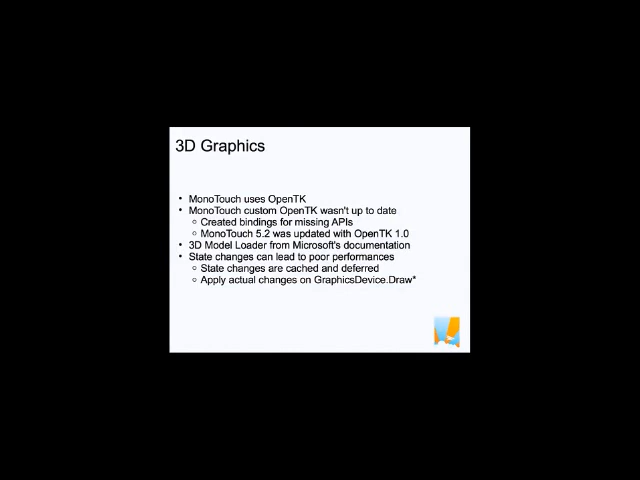 3D Graphics
• MonoTouch uses OpenTK
• MonoTouch custom OpenTK wasn't up to date
○ Created bindings for missing APIs
○ MonoTouch 5.2 was updated with OpenTK 1.0
• 3D Model Loader from Microsoft's documentation
• State changes can lead to poor performances
○ State changes are cached and deferred
○ Apply actual changes on GraphicsDevice.Draw*